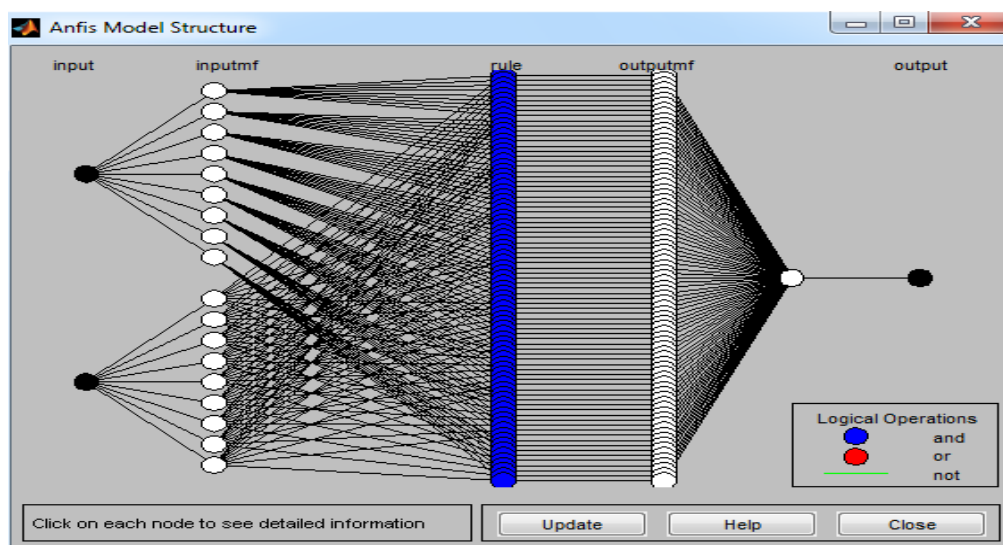 Anfis Model Structure
input inputmf rule outputmf output
Logical Operations
and
or
not
Click on each node to see detailed information
Update Help Close